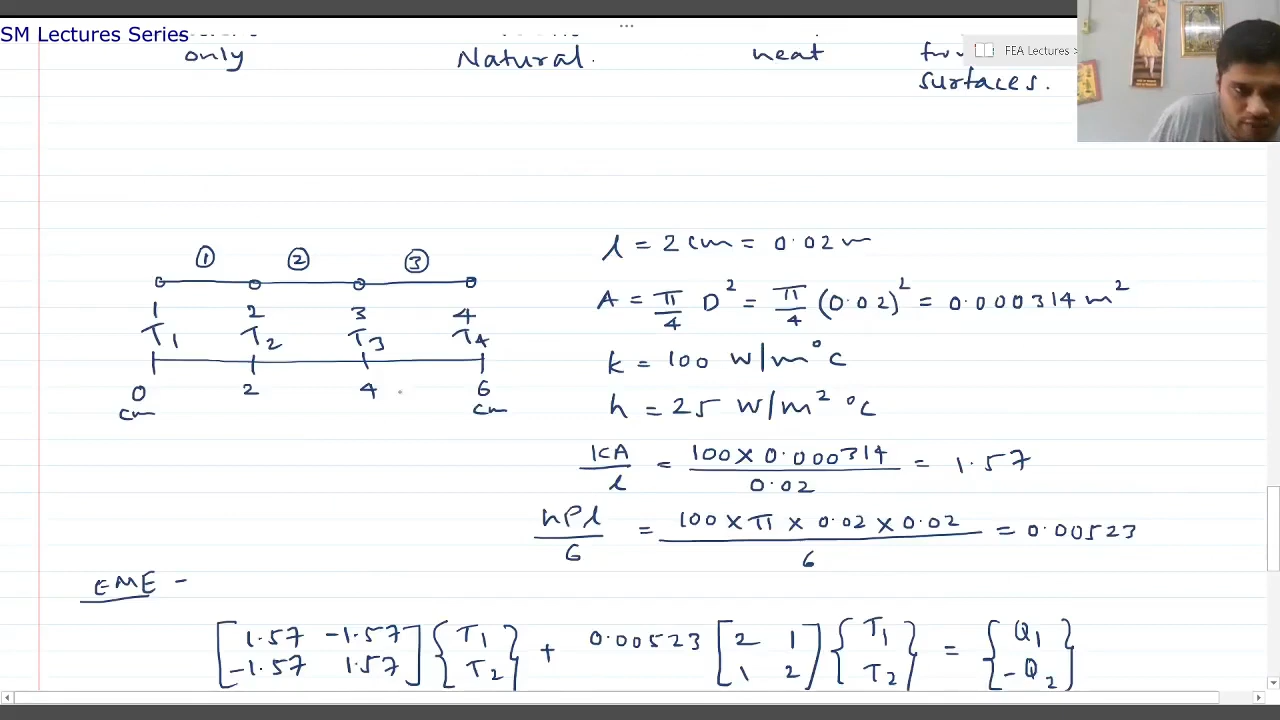 SM Lectures Series
FEA Lectures >
only Natural. heat
surfaces.
① ② ③
1 2 3 4
T1 T2 T3 T4
0 2 4 6
cm cm
l = 2 cm = 0.02 m
A = π/4 D² = π/4 (0.02)² = 0.000314 m²
k = 100 W/m°C
h = 25 W/m² °C
KA/l = 100 × 0.000314 / 0.02 = 1.57
hPl/6 = 100 × π × 0.02 × 0.02 / 6 = 0.00523
EME -
[1.57 -1.57] {T1} + 0.00523 [2 1] {T1} = {Q1}
[-1.57 1.57] {T2} [1 2] {T2} {-Q2}